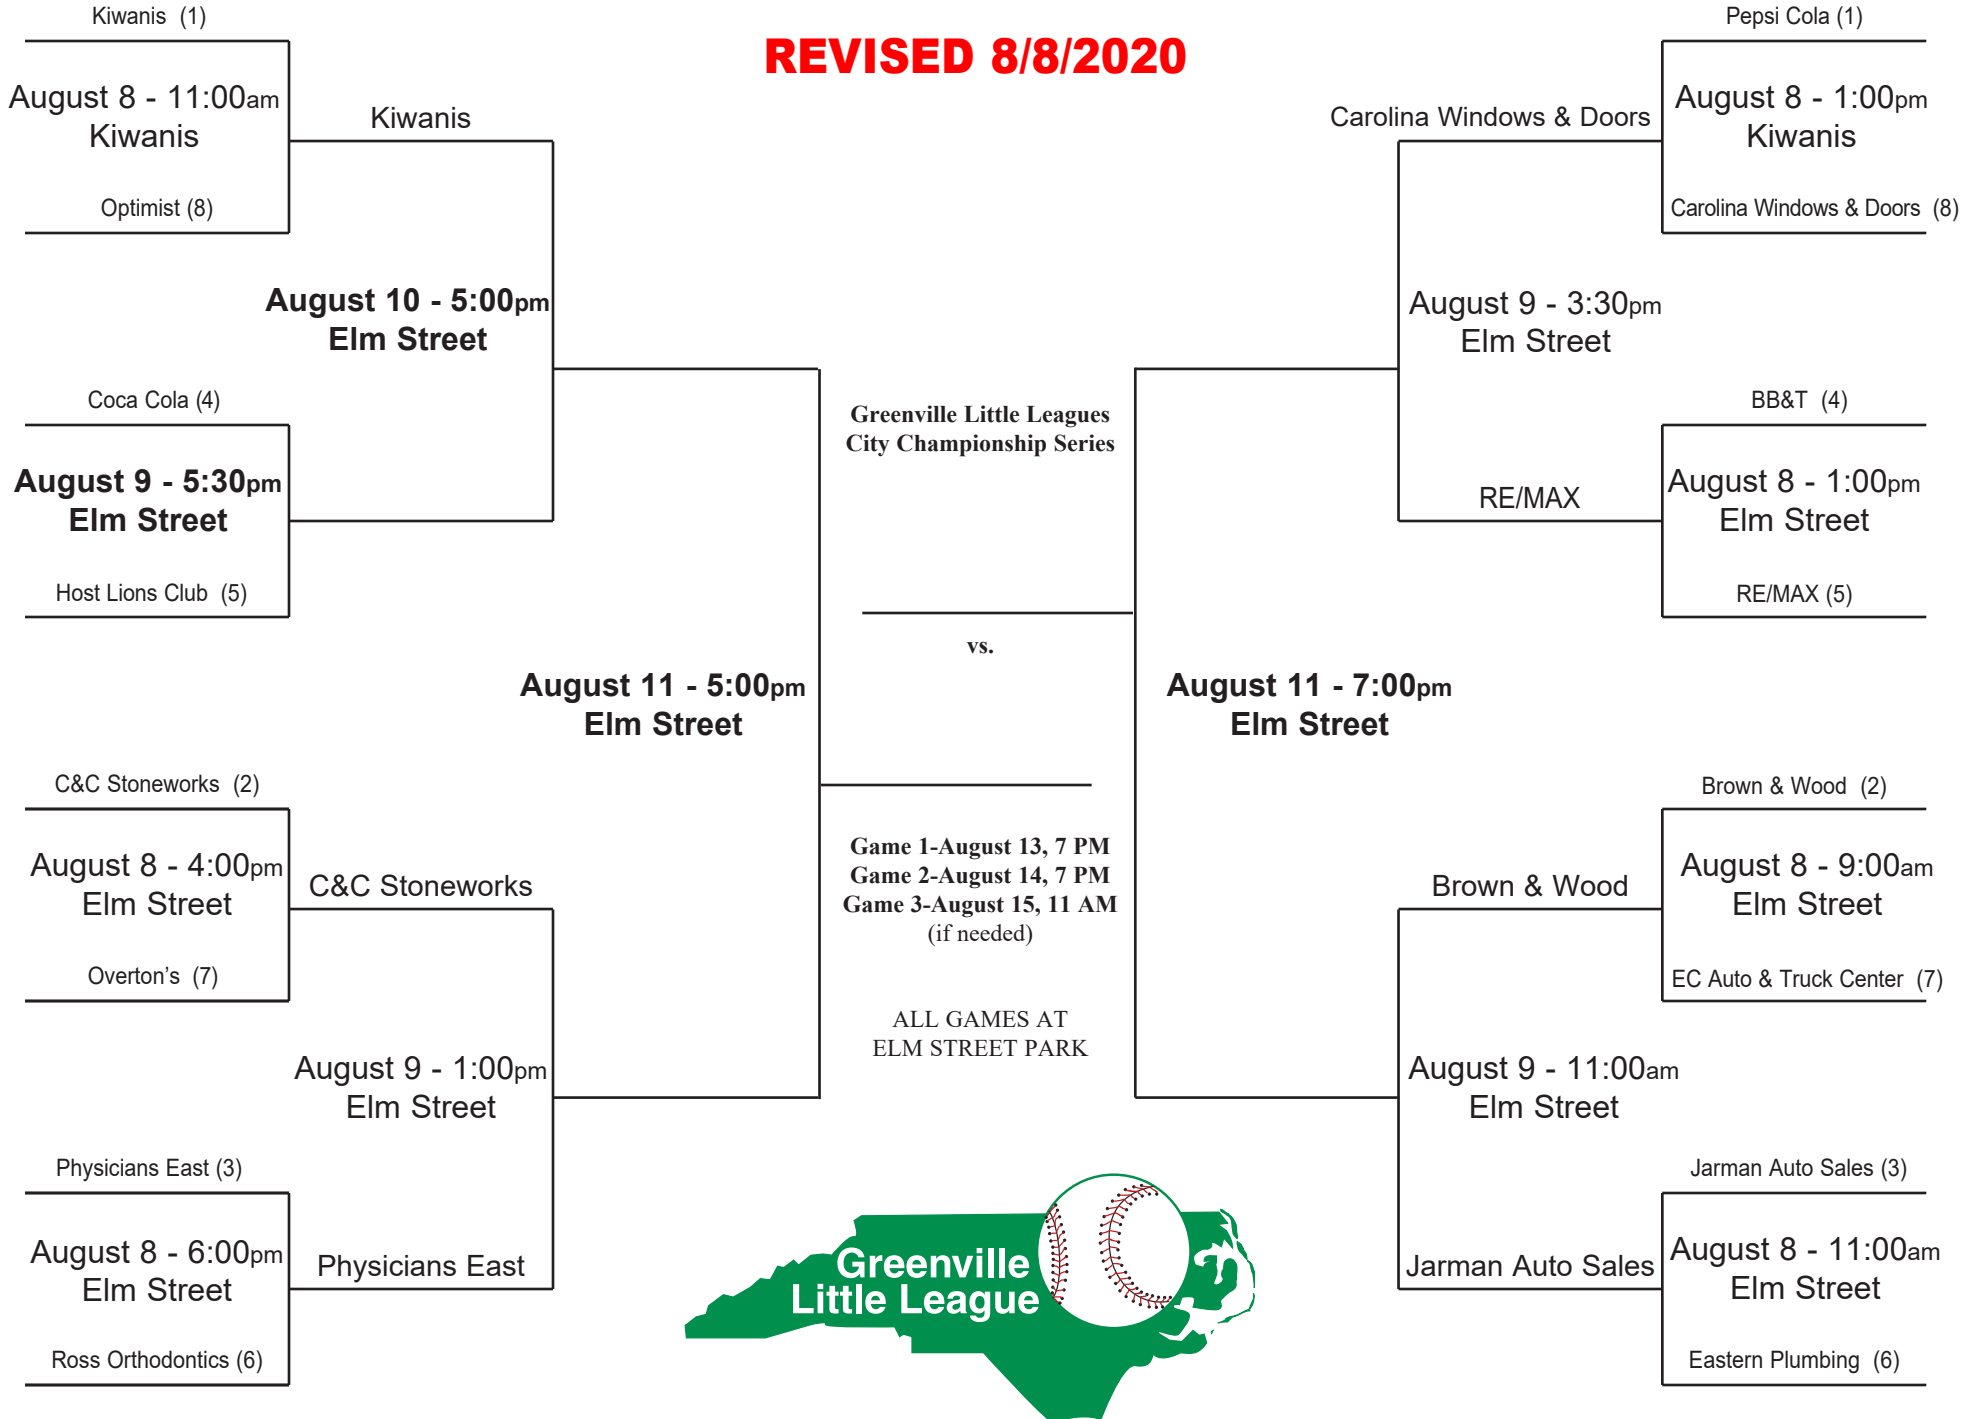 REVISED 8/8/2020
Kiwanis (1)
August 8 - 11:00am
Kiwanis
Optimist (8)
Kiwanis
August 10 - 5:00pm
Elm Street
Coca Cola (4)
August 9 - 5:30pm
Elm Street
Host Lions Club (5)
August 11 - 5:00pm
Elm Street
C&C Stoneworks (2)
August 8 - 4:00pm
Elm Street
Overton’s (7)
C&C Stoneworks
August 9 - 1:00pm
Elm Street
Physicians East (3)
August 8 - 6:00pm
Elm Street
Ross Orthodontics (6)
Physicians East
Greenville Little Leagues
City Championship Series
vs.
Game 1-August 13, 7 PM
Game 2-August 14, 7 PM
Game 3-August 15, 11 AM
(if needed)
ALL GAMES AT
ELM STREET PARK
Greenville
Little League
Pepsi Cola (1)
August 8 - 1:00pm
Kiwanis
Carolina Windows & Doors (8)
Carolina Windows & Doors
August 9 - 3:30pm
Elm Street
BB&T (4)
August 8 - 1:00pm
Elm Street
RE/MAX (5)
RE/MAX
August 11 - 7:00pm
Elm Street
Brown & Wood (2)
August 8 - 9:00am
Elm Street
EC Auto & Truck Center (7)
Brown & Wood
August 9 - 11:00am
Elm Street
Jarman Auto Sales (3)
August 8 - 11:00am
Elm Street
Eastern Plumbing (6)
Jarman Auto Sales